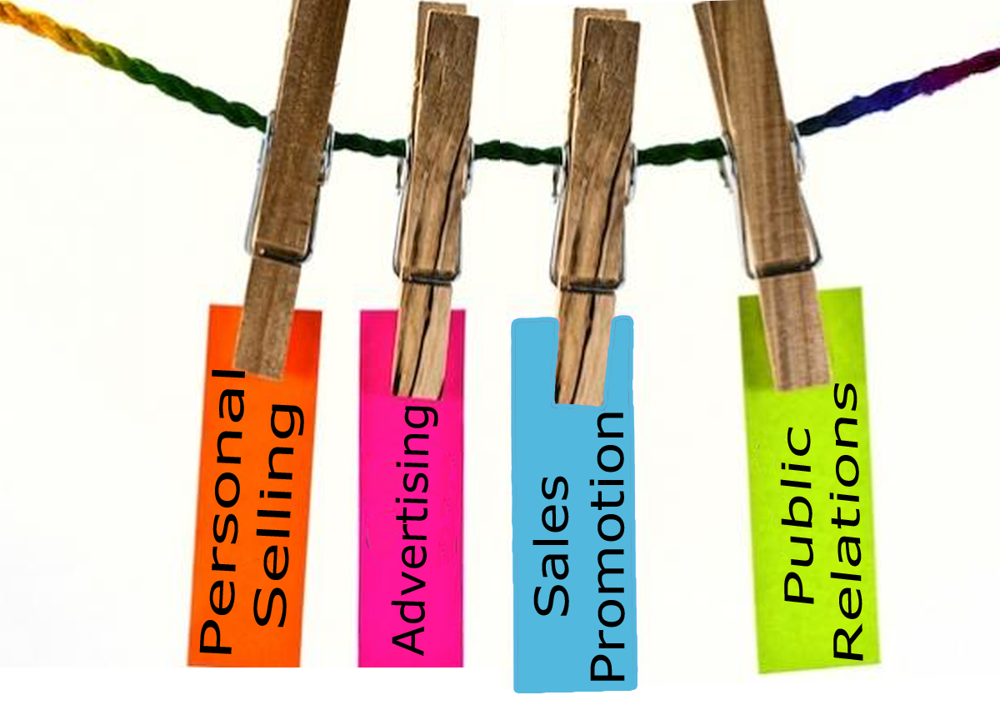 Personal
Selling
Advertising
Sales
Promotion
Public
Relations